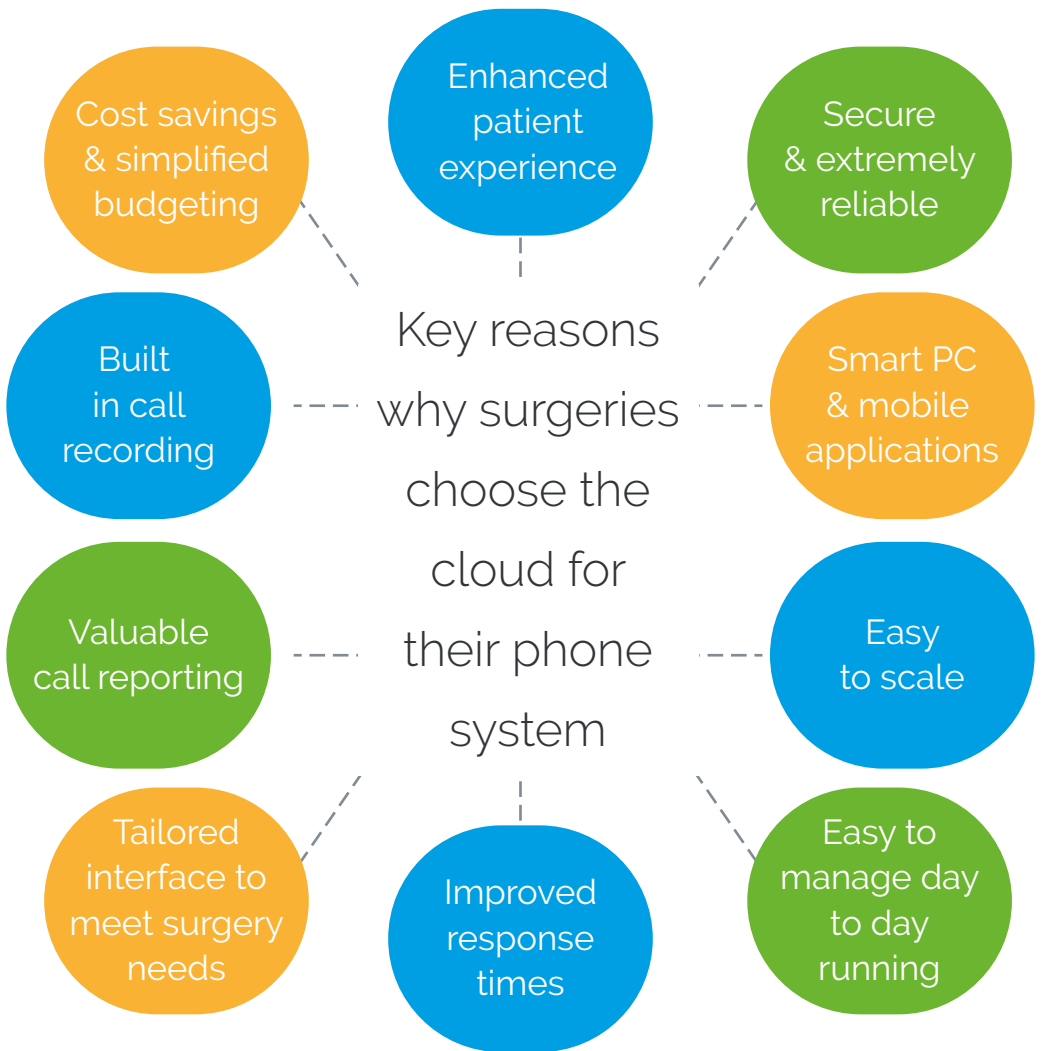 Cost savings
& simplified
budgeting
Enhanced
patient
experience
Secure
& extremely
reliable
Built
in call
recording
Key reasons
why surgeries
choose the
cloud for
their phone
system
Smart PC
& mobile
applications
Valuable
call reporting
Easy
to scale
Tailored
interface to
meet surgery
needs
Improved
response
times
Easy to
manage day
to day
running